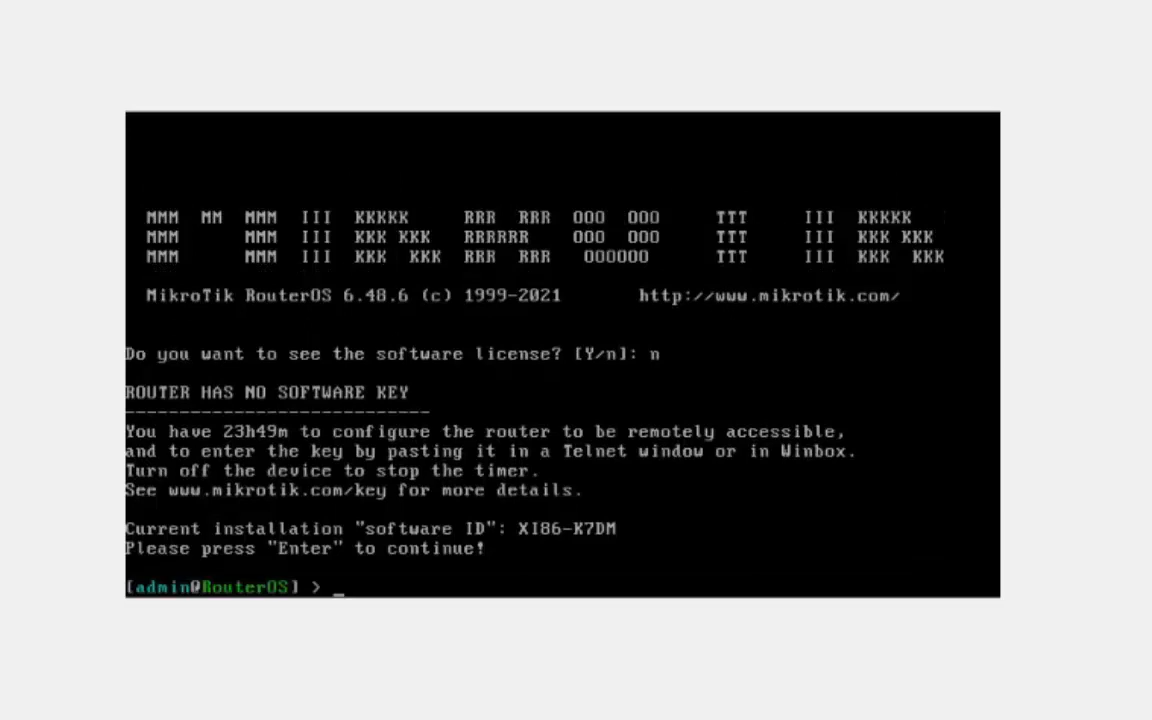 MMM  MM  MMM  III  KKKKK     RRR  RRR  OOO  OOO     TTT     III  KKKKK
MMM      MMM  III  KKK KKK   RRRRRR    OOO  OOO     TTT     III  KKK KKK
MMM      MMM  III  KKK  KKK  RRR  RRR   OOOOOO      TTT     III  KKK  KKK
MikroTik RouterOS 6.48.6 (c) 1999-2021       http://www.mikrotik.com/
Do you want to see the software license? [Y/n]: n
ROUTER HAS NO SOFTWARE KEY
----------------------------
You have 23h49m to configure the router to be remotely accessible,
and to enter the key by pasting it in a Telnet window or in Winbox.
Turn off the device to stop the timer.
See www.mikrotik.com/key for more details.
Current installation "software ID": XI86-K7DM
Please press "Enter" to continue!
[admin@RouterOS] > _